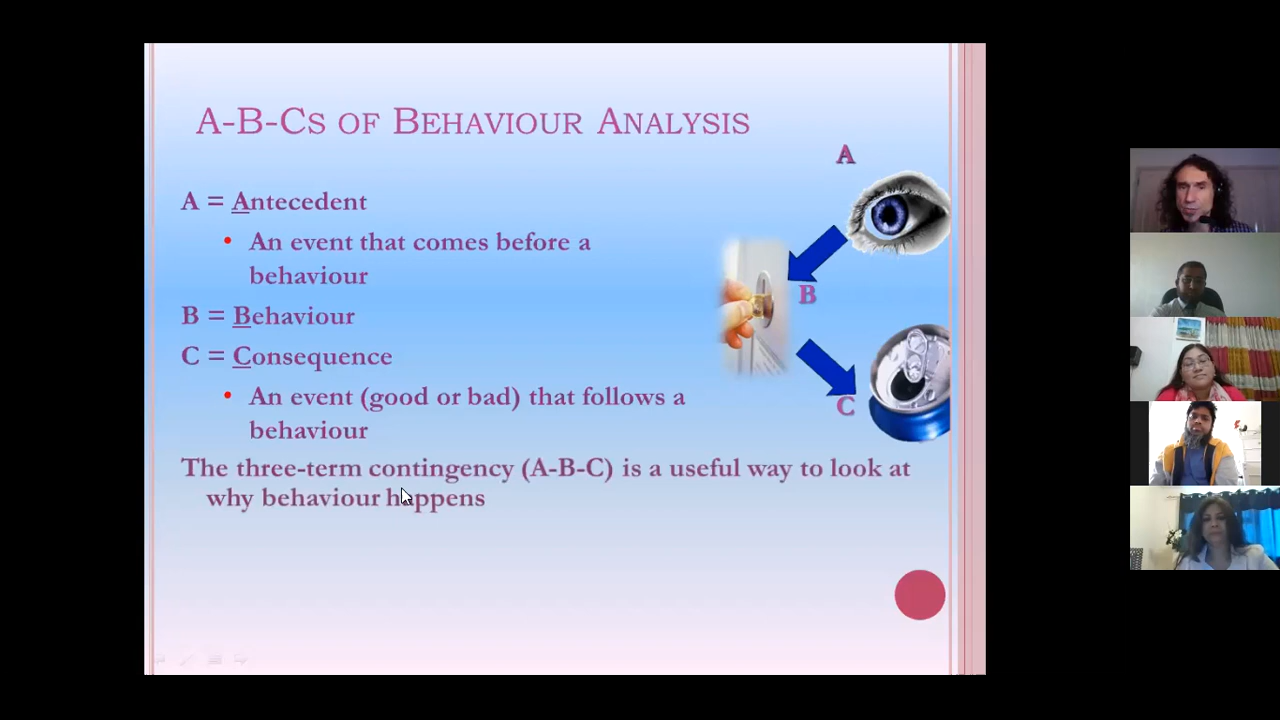 A-B-Cs of Behaviour Analysis
A
A = Antecedent
• An event that comes before a
behaviour
B
B = Behaviour
C = Consequence
• An event (good or bad) that follows a
behaviour
C
The three-term contingency (A-B-C) is a useful way to look at
why behaviour happens